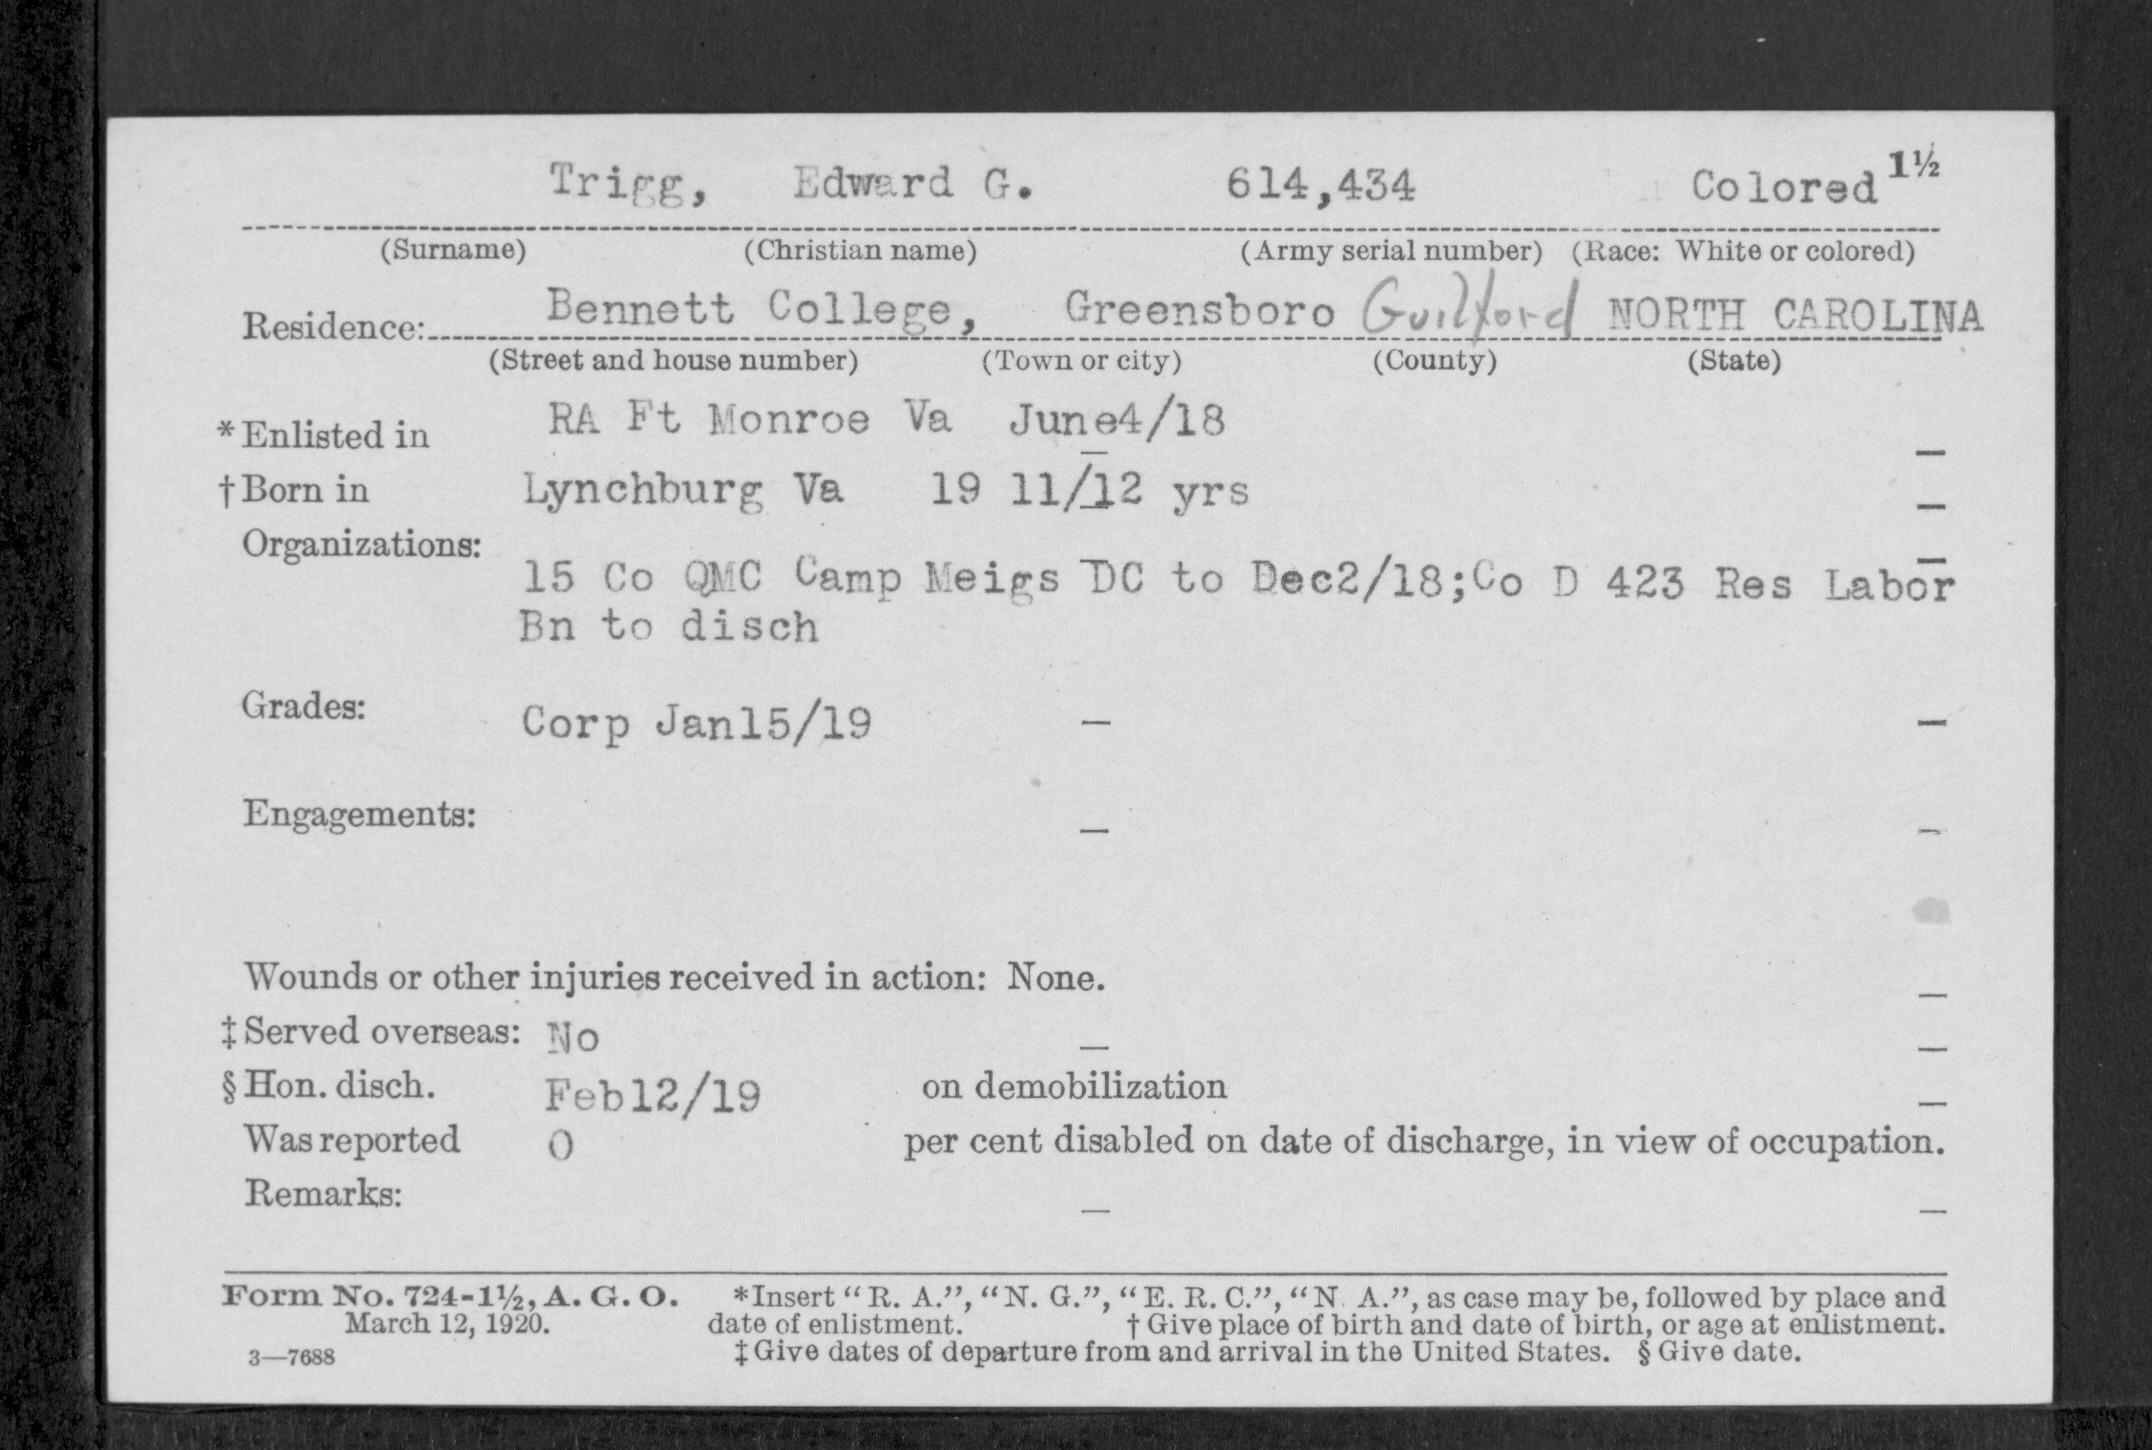 Trigg, Edward G. 614,434 Colored 1½
(Surname) (Christian name) (Army serial number) (Race: White or colored)
Residence: Bennett College, Greensboro Guilford NORTH CAROLINA
(Street and house number) (Town or city) (County) (State)
*Enlisted in RA Ft Monroe Va June4/18
†Born in Lynchburg Va 19 11/12 yrs
Organizations:
15 Co QMC Camp Meigs DC to Dec2/18;Co D 423 Res Labor
Bn to disch
Grades: Corp Jan15/19 – –
Engagements: – –
Wounds or other injuries received in action: None. –
‡Served overseas: No – –
§Hon. disch. Feb12/19 on demobilization –
Was reported 0 per cent disabled on date of discharge, in view of occupation.
Remarks: – –
Form No. 724-1½, A. G. O. *Insert “R. A.”, “N. G.”, “E. R. C.”, “N. A.”, as case may be, followed by place and
March 12, 1920. date of enlistment. †Give place of birth and date of birth, or age at enlistment.
3—7688 ‡Give dates of departure from and arrival in the United States. §Give date.